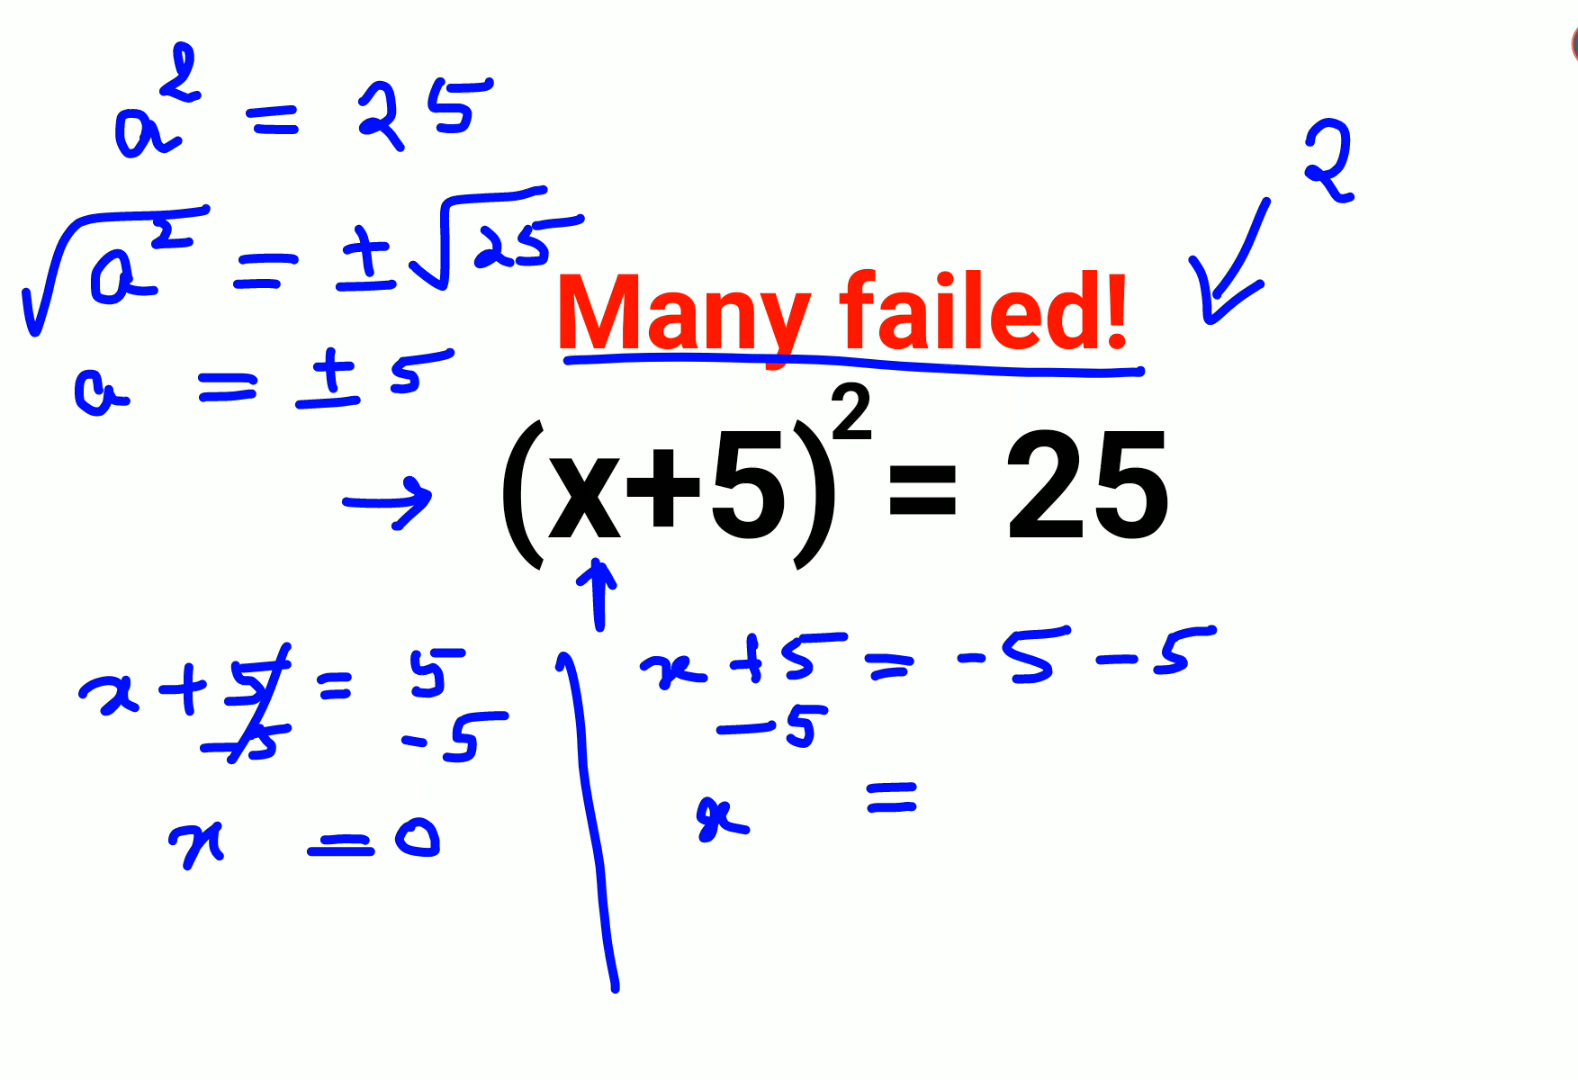 a² = 25
√a² = ±√25
a = ±5
2
Many failed!
→ (x+5)² = 25
x + 5 = 5
-5 -5
x = 0
x + 5 = -5 - 5
-5
x =